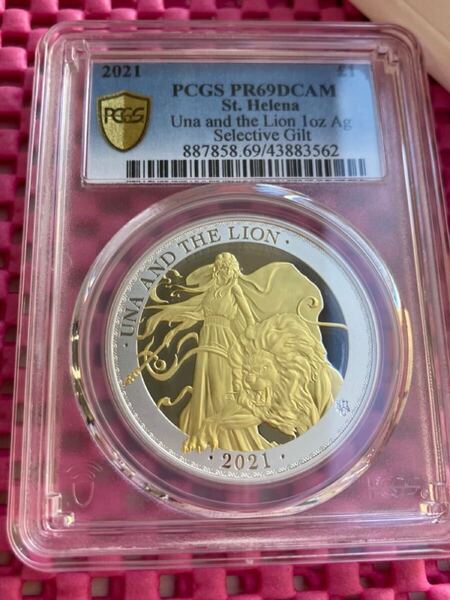 2021 £1
PCGS PR69DCAM
St. Helena
Una and the Lion 1oz Ag
Selective Gilt
887858.69/43883562
PCGS
· UNA AND THE LION ·
· 2021 ·
PCGS